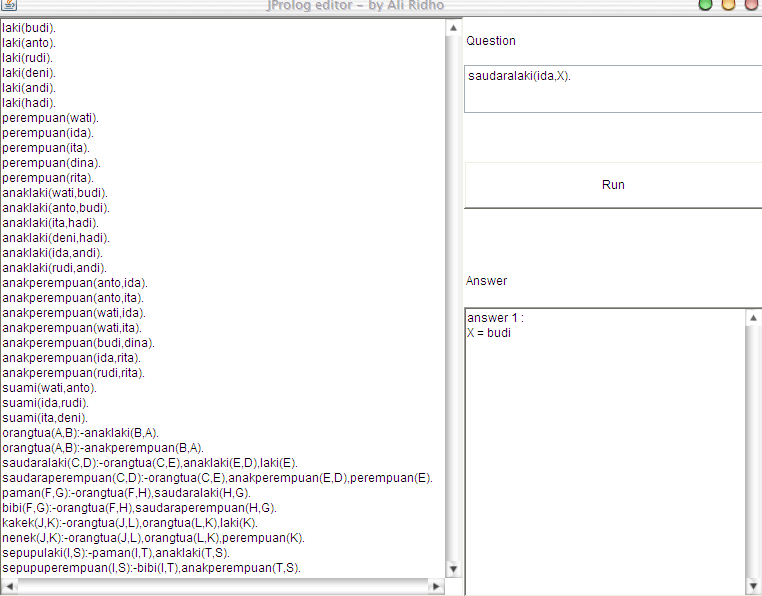 JProlog editor – by Ali Ridho
laki(budi).
laki(anto).
laki(rudi).
laki(deni).
laki(andi).
laki(hadi).
perempuan(wati).
perempuan(ida).
perempuan(ita).
perempuan(dina).
perempuan(rita).
anaklaki(wati,budi).
anaklaki(anto,budi).
anaklaki(ita,hadi).
anaklaki(deni,hadi).
anaklaki(ida,andi).
anaklaki(rudi,andi).
anakperempuan(anto,ida).
anakperempuan(anto,ita).
anakperempuan(wati,ida).
anakperempuan(wati,ita).
anakperempuan(budi,dina).
anakperempuan(ida,rita).
anakperempuan(rudi,rita).
suami(wati,anto).
suami(ida,rudi).
suami(ita,deni).
orangtua(A,B):-anaklaki(B,A).
orangtua(A,B):-anakperempuan(B,A).
saudaralaki(C,D):-orangtua(C,E),anaklaki(E,D),laki(E).
saudaraperempuan(C,D):-orangtua(C,E),anakperempuan(E,D),perempuan(E).
paman(F,G):-orangtua(F,H),saudaralaki(H,G).
bibi(F,G):-orangtua(F,H),saudaraperempuan(H,G).
kakek(J,K):-orangtua(J,L),orangtua(L,K),laki(K).
nenek(J,K):-orangtua(J,L),orangtua(L,K),perempuan(K).
sepupulaki(I,S):-paman(I,T),anaklaki(T,S).
sepupuperempuan(I,S):-bibi(I,T),anakperempuan(T,S).
Question
saudaralaki(ida,X).
Run
Answer
answer 1 :
X = budi